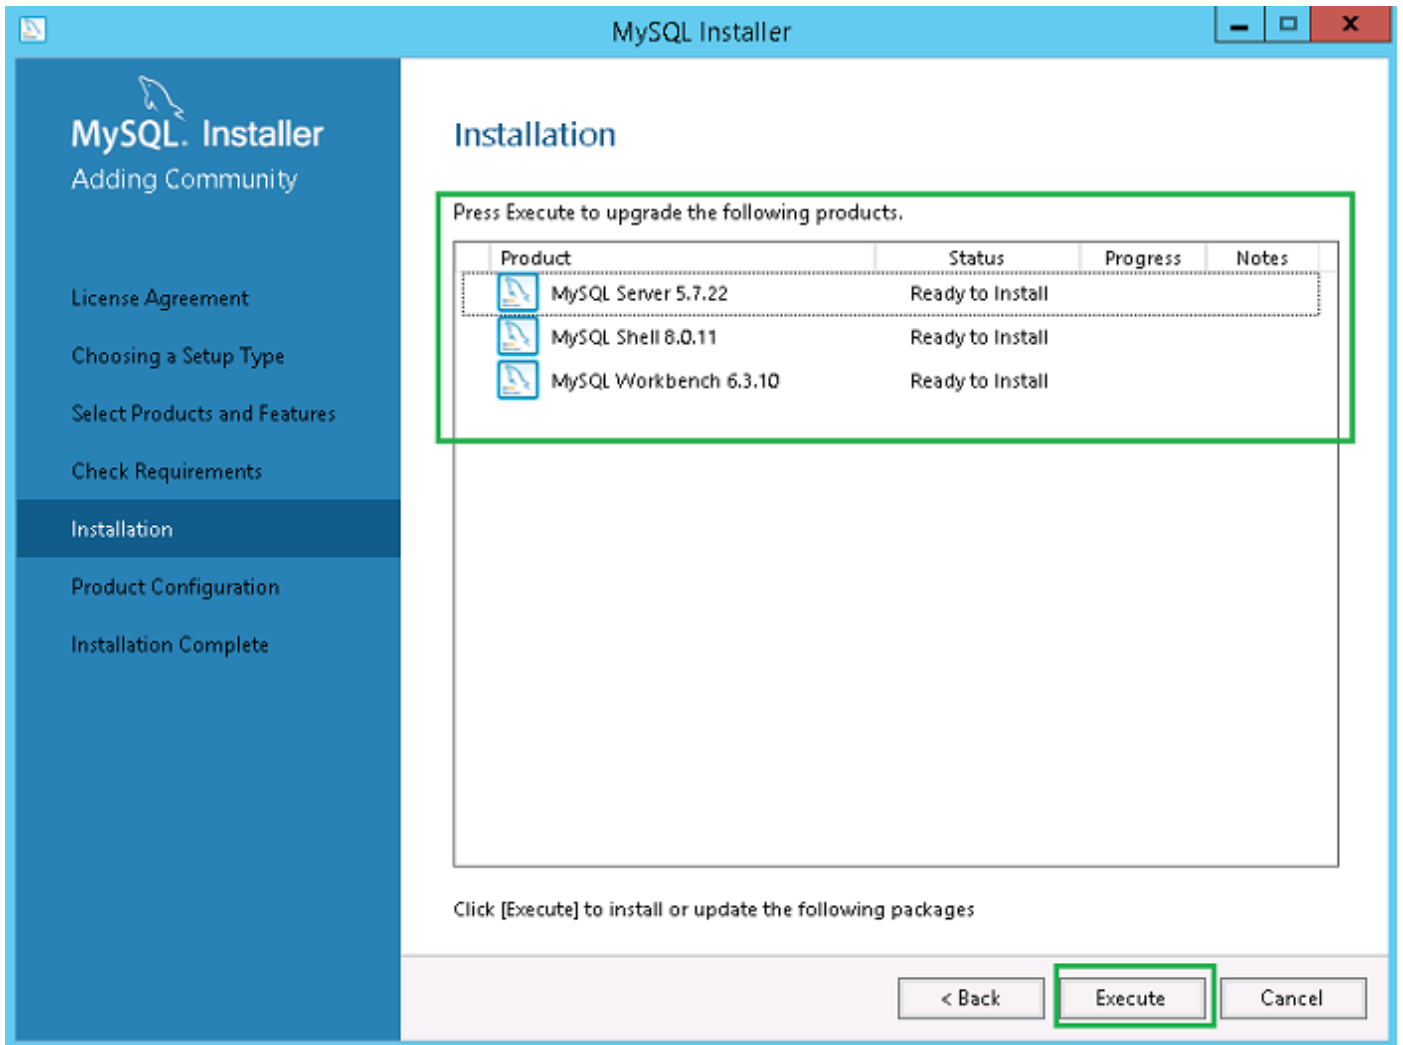 MySQL Installer
MySQL. Installer
Adding Community
License Agreement
Choosing a Setup Type
Select Products and Features
Check Requirements
Installation
Product Configuration
Installation Complete
Installation
Press Execute to upgrade the following products.
Product Status Progress Notes
MySQL Server 5.7.22 Ready to Install
MySQL Shell 8.0.11 Ready to Install
MySQL Workbench 6.3.10 Ready to Install
Click [Execute] to install or update the following packages
< Back Execute Cancel